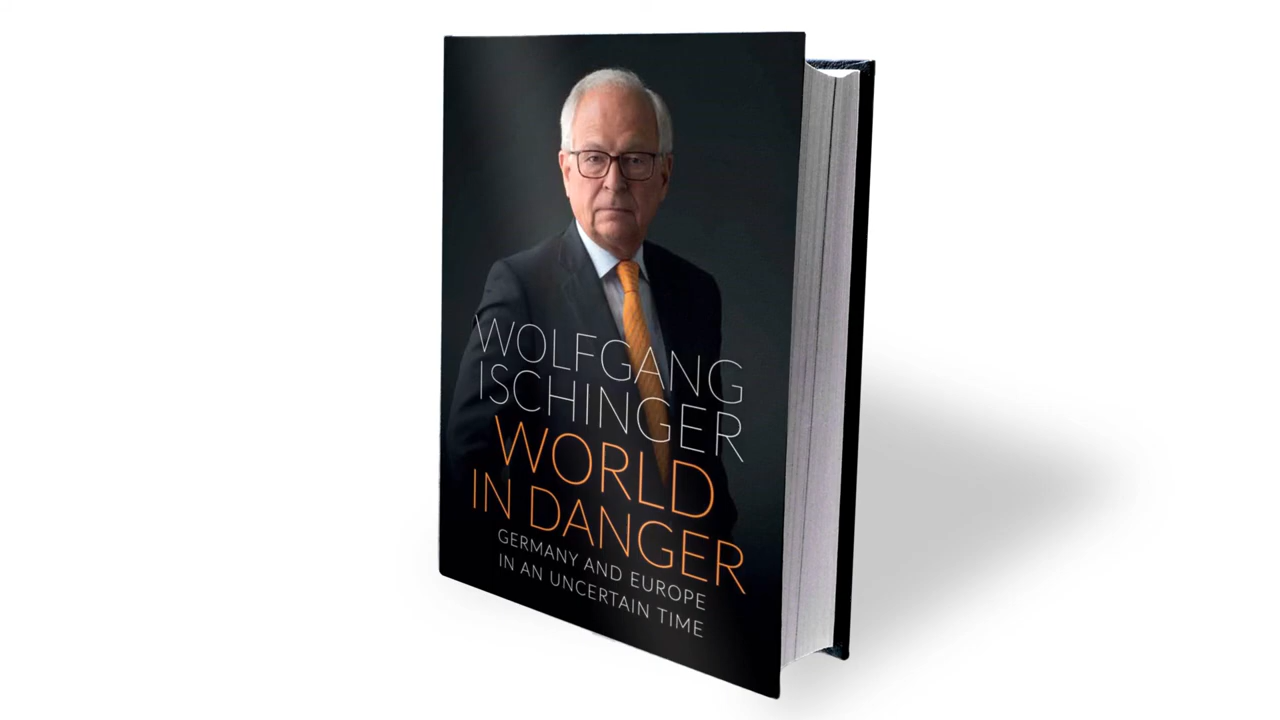 WOLFGANG
ISCHINGER
WORLD
IN DANGER
GERMANY AND EUROPE
IN AN UNCERTAIN TIME